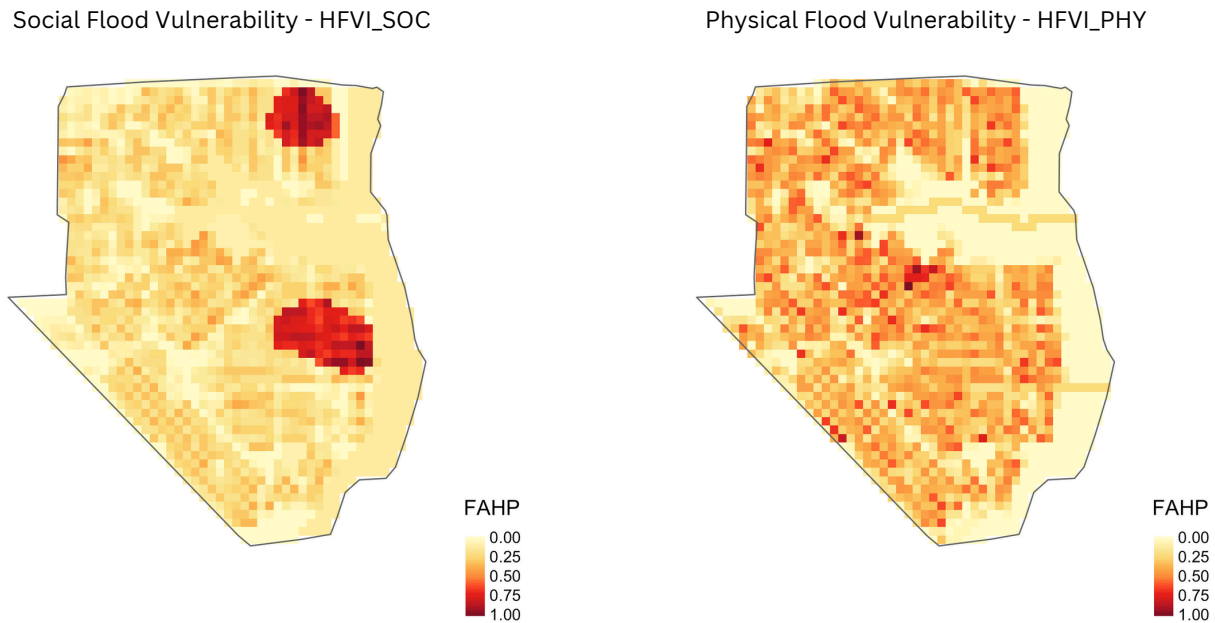 Social Flood Vulnerability - HFVI_SOC
FAHP
0.00
0.25
0.50
0.75
1.00
Physical Flood Vulnerability - HFVI_PHY
FAHP
0.00
0.25
0.50
0.75
1.00